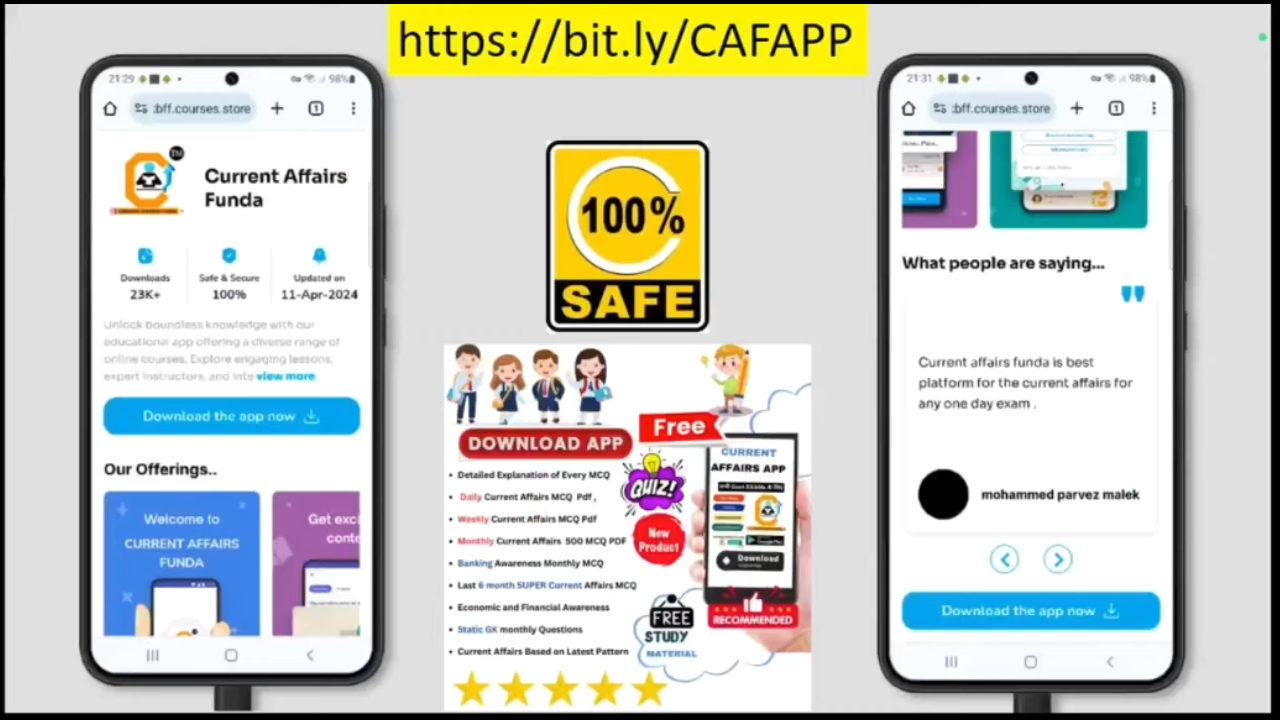 https://bit.ly/CAFAPP
21:29
98%
:bff.courses.store
1
TM
Current Affairs
Funda
Downloads
23K+
Safe & Secure
100%
Updated on
11-Apr-2024
Unlock boundless knowledge with our
educational app offering a diverse range of
online courses. Explore engaging lessons,
expert instructors, and inte view more
Download the app now
Our Offerings..
Welcome to
CURRENT AFFAIRS
FUNDA
Get exci
conte
100%
SAFE
DOWNLOAD APP
Free
• Detailed Explanation of Every MCQ
• Daily Current Affairs MCQ Pdf ,
• Weekly Current Affairs MCQ Pdf
• Monthly Current Affairs 500 MCQ PDF
• Banking Awareness Monthly MCQ
• Last 6 month SUPER Current Affairs MCQ
• Economic and Financial Awareness
• Static GK monthly Questions
• Current Affairs Based on Latest Pattern
QUIZ!
New
Product
FREE
STUDY
MATERIAL
CURRENT
AFFAIRS APP
Download
RECOMMENDED
21:31
98%
:bff.courses.store
1
What people are saying...
Current affairs funda is best
platform for the current affairs for
any one day exam .
mohammed parvez malek
Download the app now